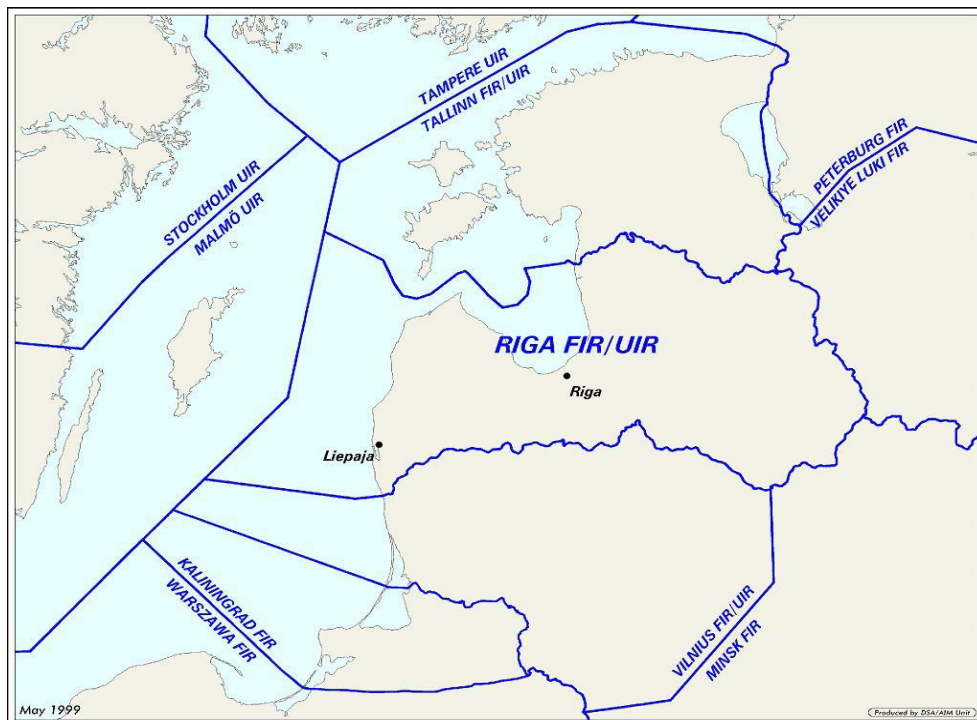 TAMPERE UIR
TALLINN FIR/UIR
PETERBURG FIR
VELIKIYE LUKI FIR
STOCKHOLM UIR
MALMÖ UIR
RIGA FIR/UIR
Riga
Liepaja
KALININGRAD FIR
WARSZAWA FIR
VILNIUS FIR/UIR
MINSK FIR
May 1999
Produced by DSA/AIM Unit